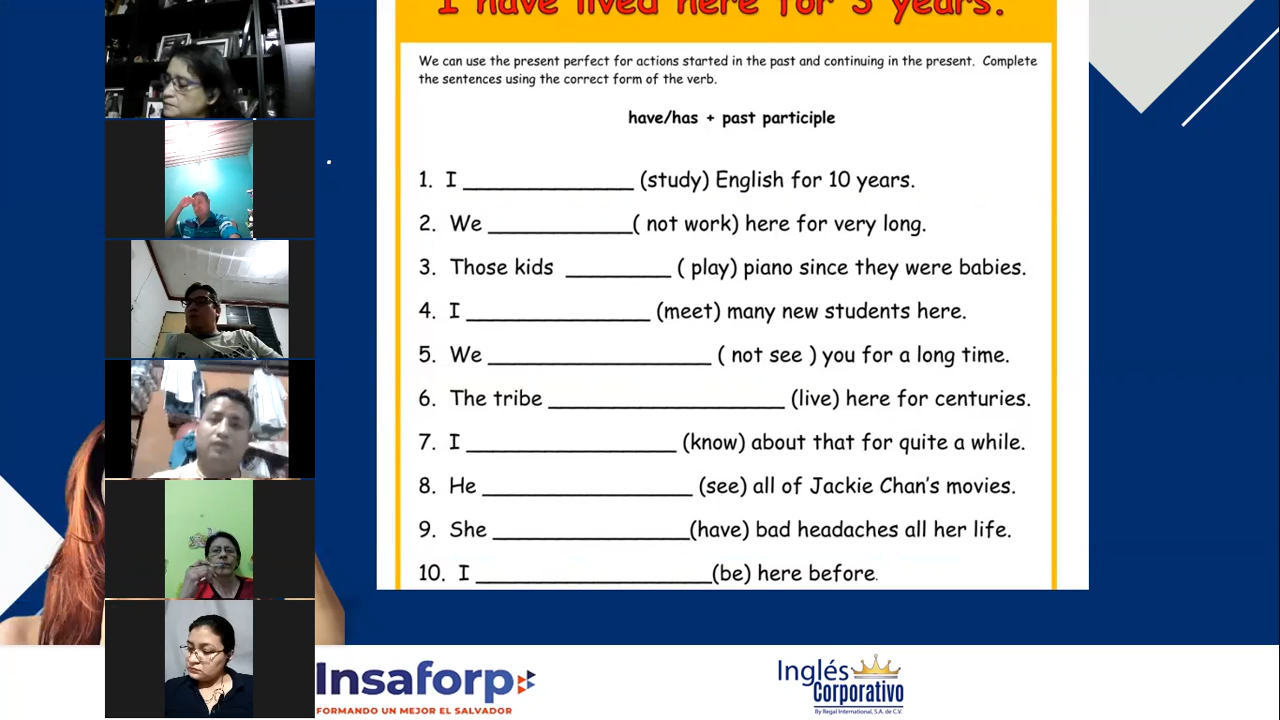 I have lived here for 3 years.
We can use the present perfect for actions started in the past and continuing in the present. Complete
the sentences using the correct form of the verb.
have/has + past participle
1. I ______________ (study) English for 10 years.
2. We ____________( not work) here for very long.
3. Those kids _________ ( play) piano since they were babies.
4. I _______________ (meet) many new students here.
5. We __________________ ( not see ) you for a long time.
6. The tribe ___________________ (live) here for centuries.
7. I _________________ (know) about that for quite a while.
8. He _________________ (see) all of Jackie Chan's movies.
9. She ________________(have) bad headaches all her life.
10. I ___________________(be) here before.
Insaforp
FORMANDO UN MEJOR EL SALVADOR
Inglés
Corporativo
By Regal International, S.A. de C.V.